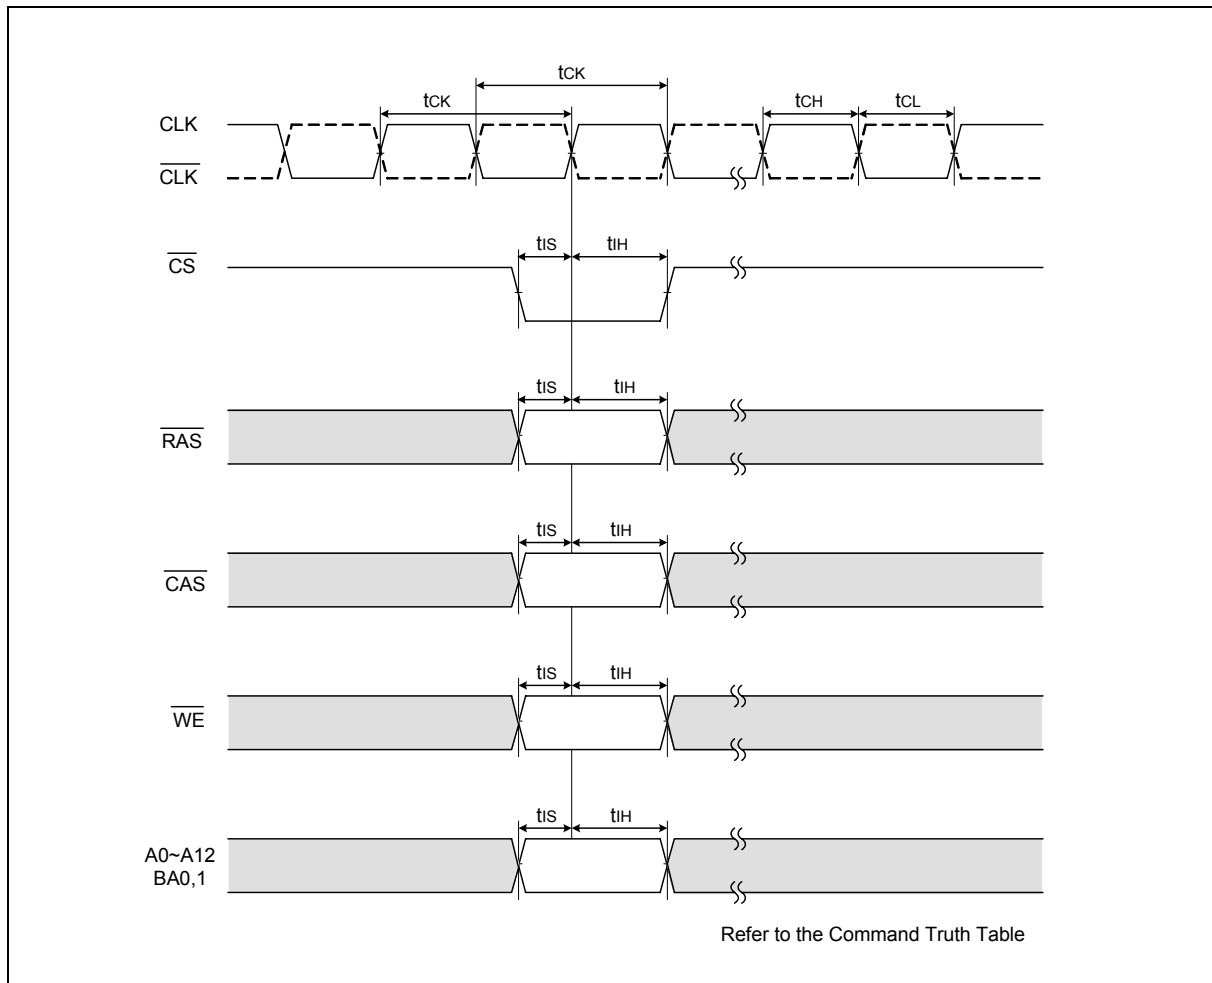 tCK
tCK
tCH
tCL
CLK
CLK
tIS
tIH
CS
tIS
tIH
RAS
tIS
tIH
CAS
tIS
tIH
WE
tIS
tIH
A0~A12
BA0,1
Refer to the Command Truth Table